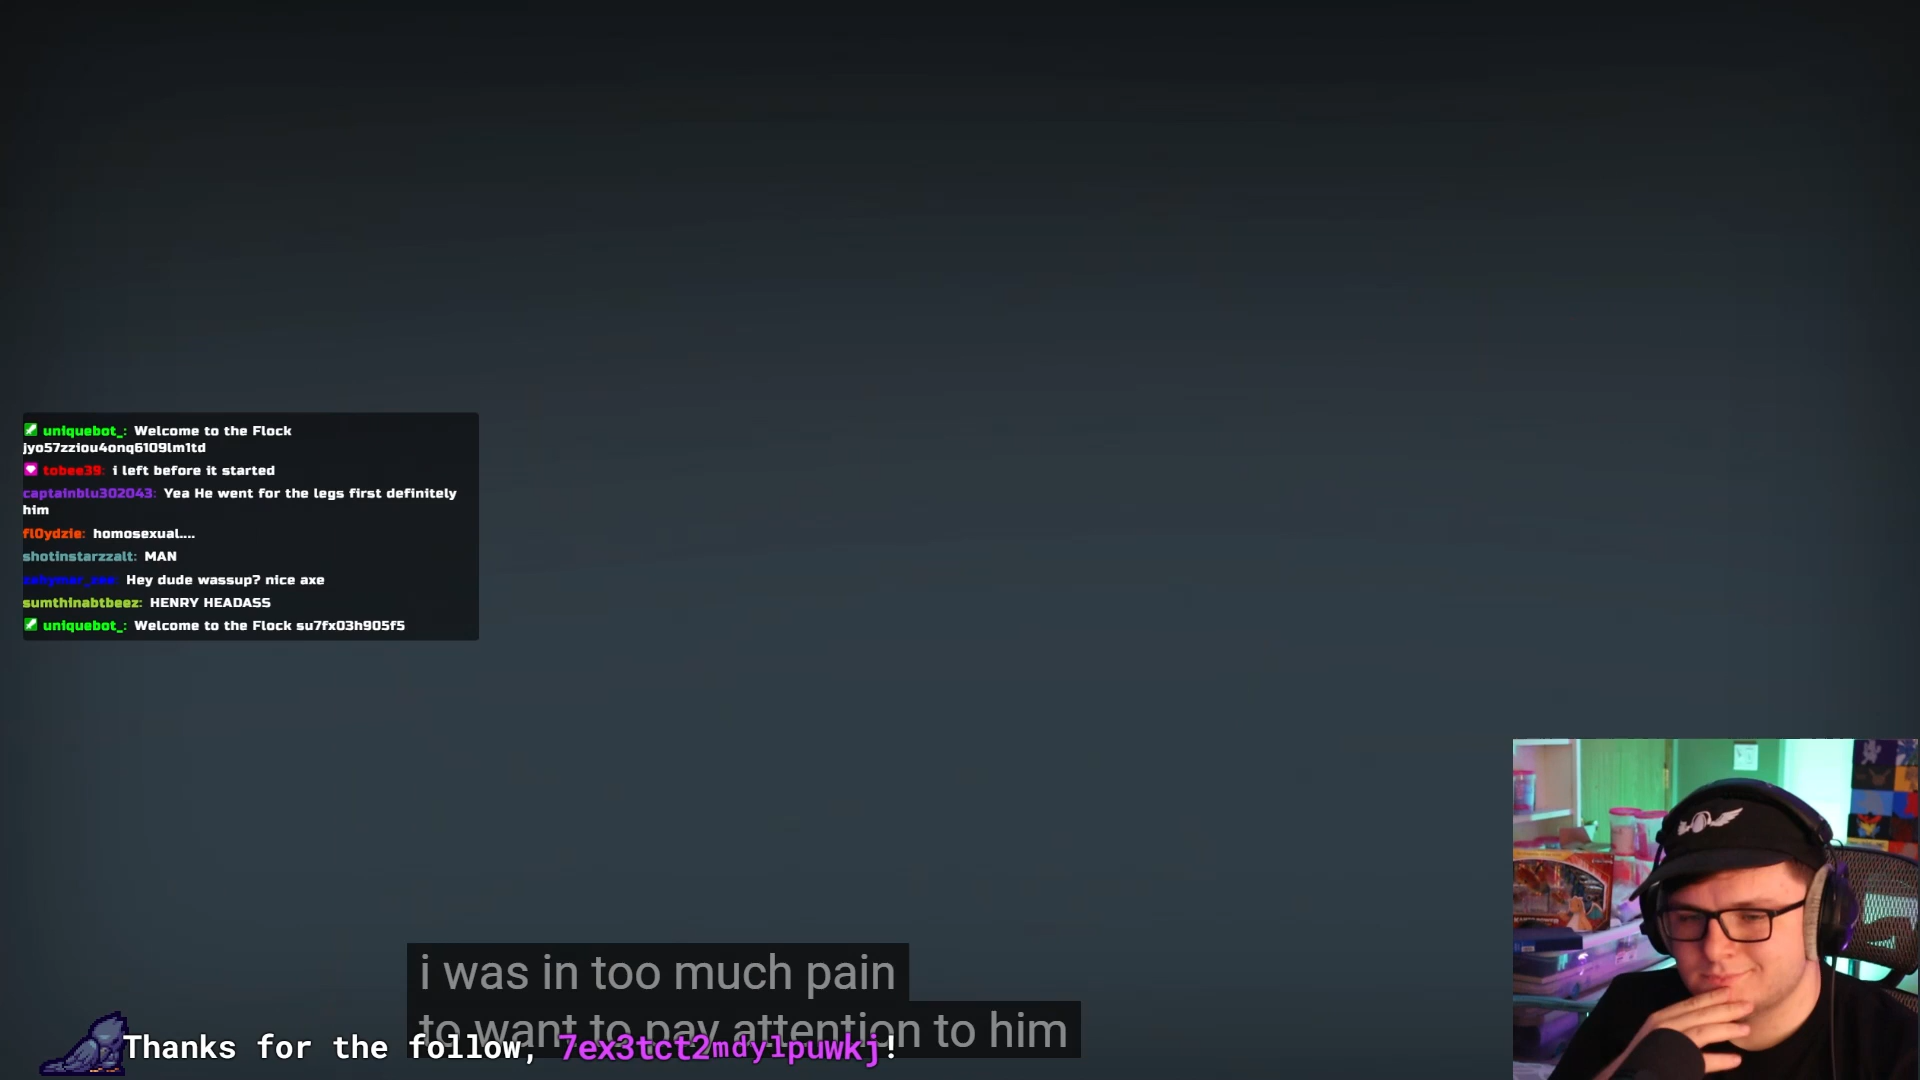 uniquebot_: Welcome to the Flock
jyo57zziou4onq6109lm1td
tobee39: i left before it started
captainblu302043: Yea He went for the legs first definitely
him
fl0ydzie: homosexual....
shotinstarzzalt: MAN
Hey dude wassup? nice axe
sumthinabtbeez: HENRY HEADASS
uniquebot_: Welcome to the Flock su7fx03h905f5
i was in too much pain
to want to pay attention to him
Thanks for the follow, 7ex3tct2mdylpuwkj!